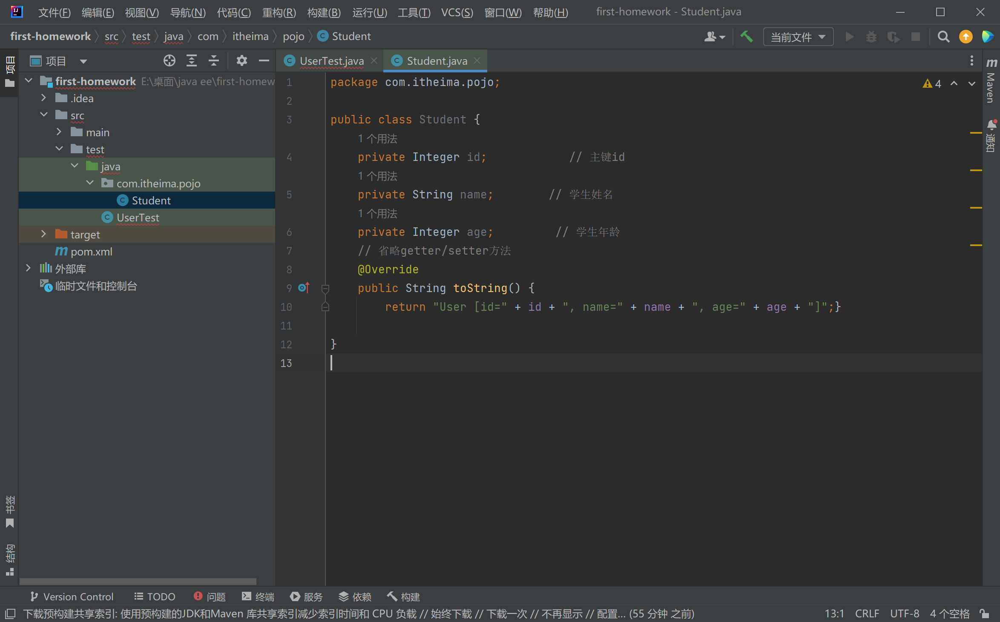 文件(F) 编辑(E) 视图(V) 导航(N) 代码(C) 重构(R) 构建(B) 运行(U) 工具(T) VCS(S) 窗口(W) 帮助(H) first-homework - Student.java
first-homework src test java com itheima pojo Student 当前文件
项目
项目
UserTest.java Student.java
first-homework E:\桌面\java ee\first-homew
.idea
src
main
test
java
com.itheima.pojo
Student
UserTest
target
pom.xml
外部库
临时文件和控制台
1 package com.itheima.pojo;
2
3 public class Student {
1 个用法
4 private Integer id; // 主键id
1 个用法
5 private String name; // 学生姓名
1 个用法
6 private Integer age; // 学生年龄
7 // 省略getter/setter方法
8 @Override
9 public String toString() {
10 return "User [id=" + id + ", name=" + name + ", age=" + age + "]";}
11
12 }
13
4
Maven
通知
书签
结构
Version Control TODO 问题 终端 服务 依赖 构建
下载预构建共享索引: 使用预构建的JDK和Maven 库共享索引减少索引时间和 CPU 负载 // 始终下载 // 下载一次 // 不再显示 // 配置... (55 分钟 之前) 13:1 CRLF UTF-8 4 个空格